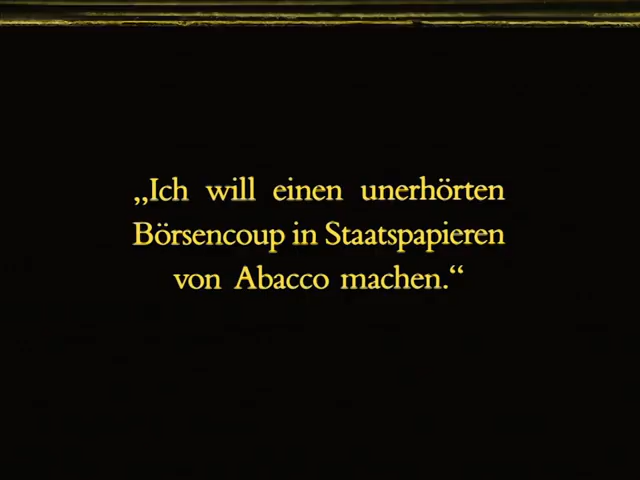 „Ich will einen unerhörten
Börsencoup in Staatspapieren
von Abacco machen.“